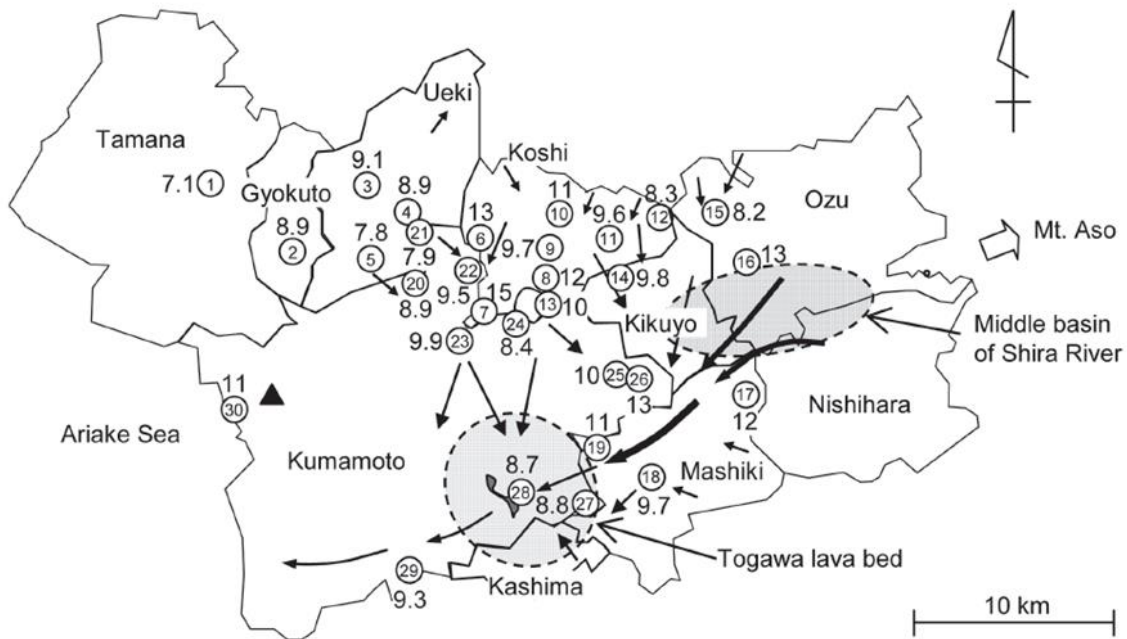 Ueki
Tamana
Koshi
9.1
③
7.1 ①
Gyokuto
8.9
④
11
⑩
8.3
⑫
⑮ 8.2
Ozu
Mt. Aso
8.9
②
7.8
⑤
㉑
13
⑥
9.7 ⑨
9.6
⑪
7.9
⑳
8.9
㉒
9.5
⑧ 12
⑭ 9.8
⑯ 13
15
⑦
⑬ 10
㉔
8.4
9.9 ㉓
Kikuyo
Middle basin
of Shira River
11
㉚
10 ㉕ ㉖
13
⑰
12
Nishihara
Ariake Sea
Kumamoto
11
⑲
Mashiki
8.7
㉘
8.8 ㉗
⑱
9.7
Togawa lava bed
㉙
9.3
Kashima
10 km